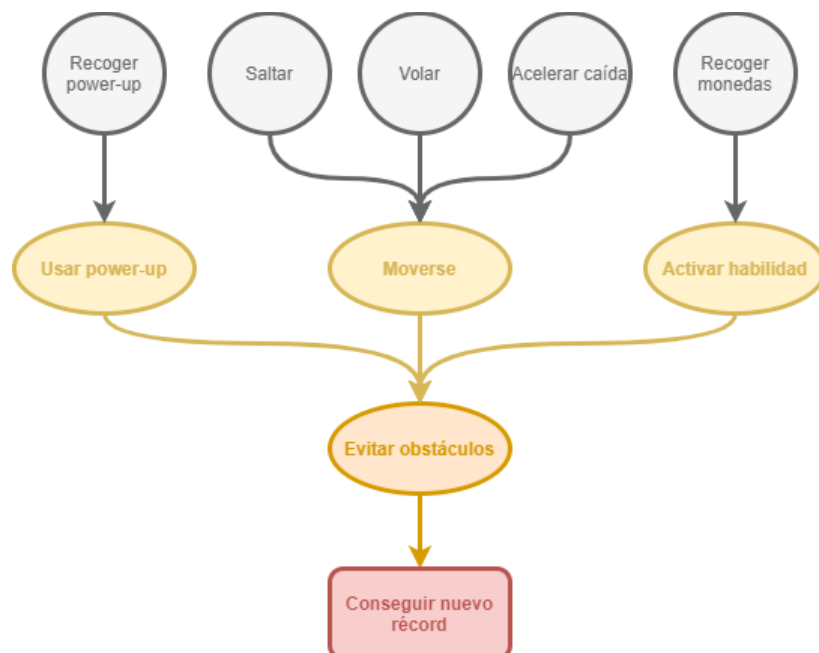 Recoger
power-up
Saltar
Volar
Acelerar caída
Recoger
monedas
Usar power-up
Moverse
Activar habilidad
Evitar obstáculos
Conseguir nuevo
récord